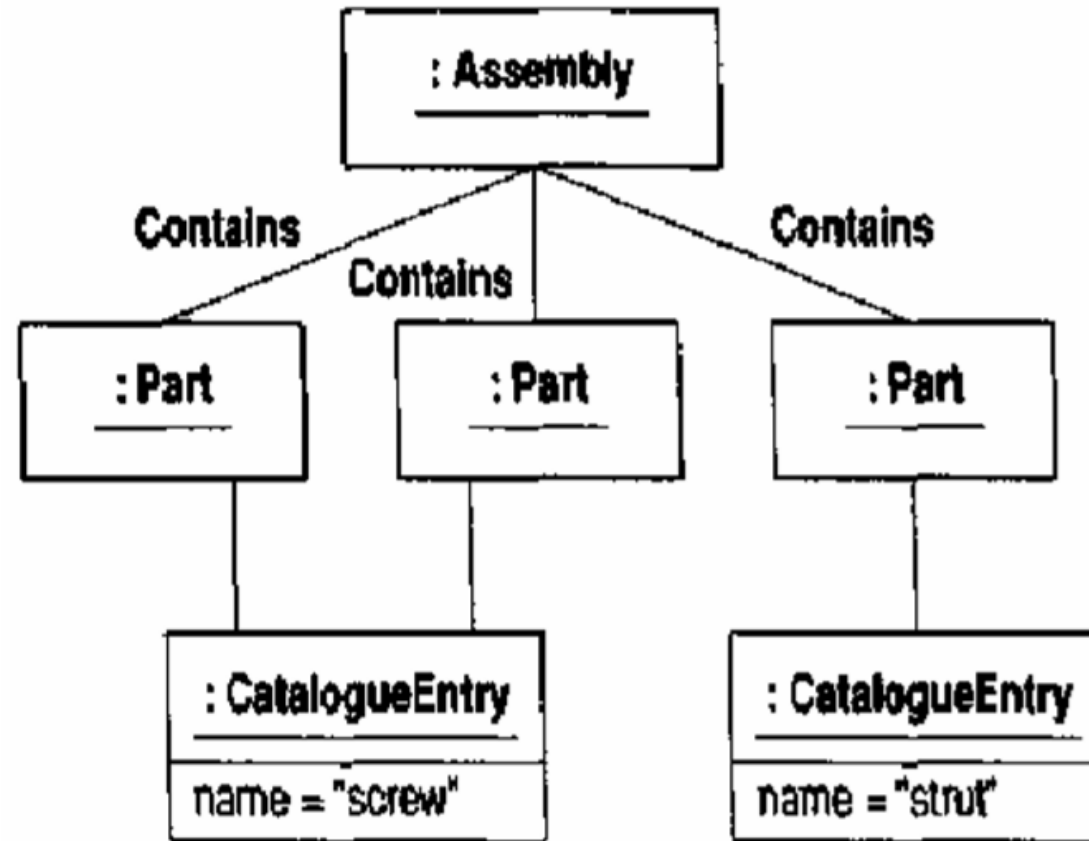 : Assembly
Contains
Contains
Contains
: Part
: Part
: Part
: CatalogueEntry
name = "screw"
: CatalogueEntry
name = "strut"